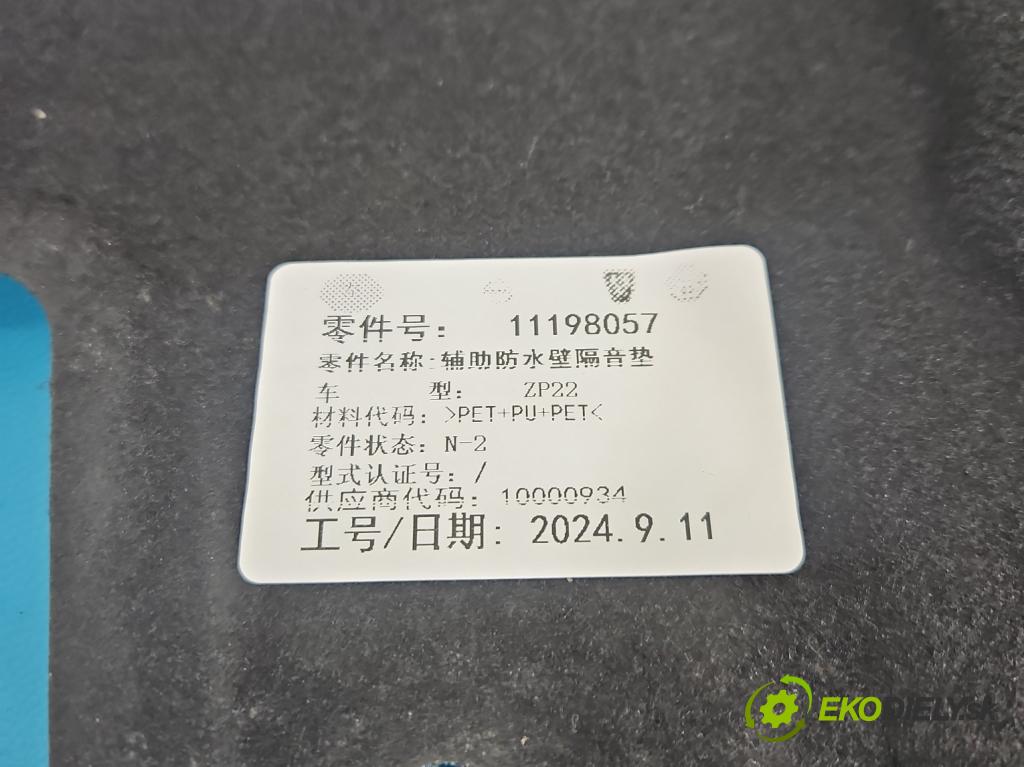 零件号： 11198057
零件名称：辅助防水壁隔音垫
车 型： ZP22
材料代码：>PET+PU+PET<
零件状态：N-2
型式认证号：/
供应商代码：10000934
工号/日期：2024.9.11
EKODIELY.SK